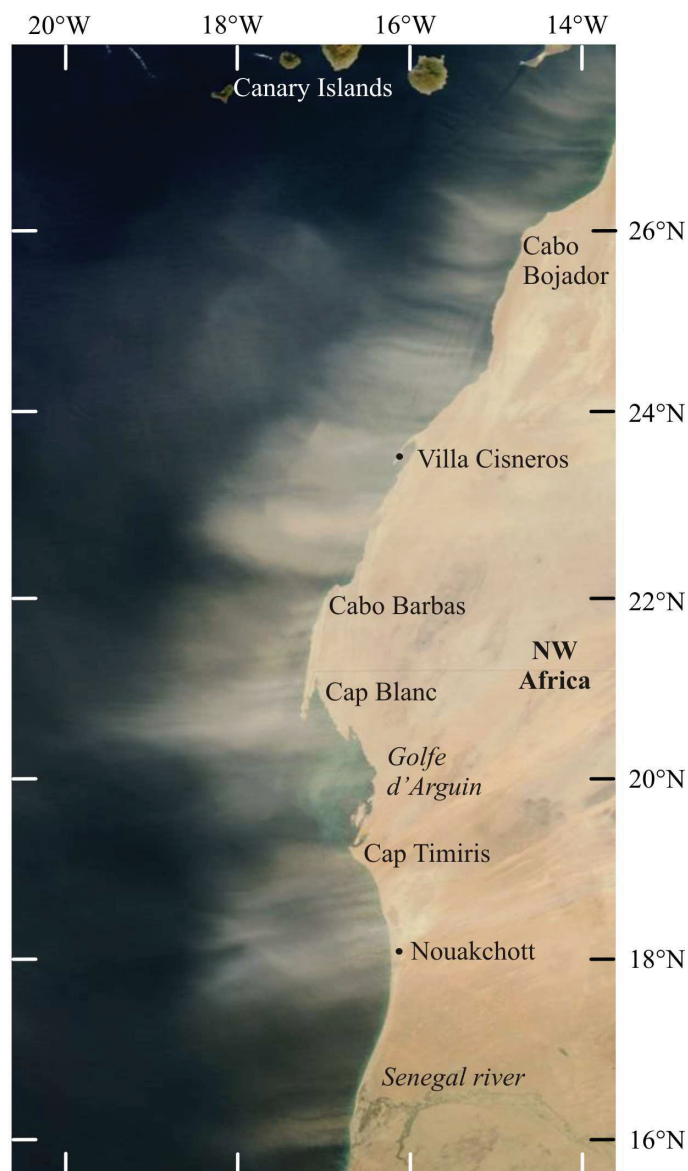 20°W
18°W
16°W
14°W
Canary Islands
26°N
Cabo
Bojador
24°N
Villa Cisneros
22°N
Cabo Barbas
NW
Africa
Cap Blanc
Golfe
d’Arguin
20°N
Cap Timiris
Nouakchott
18°N
Senegal river
16°N